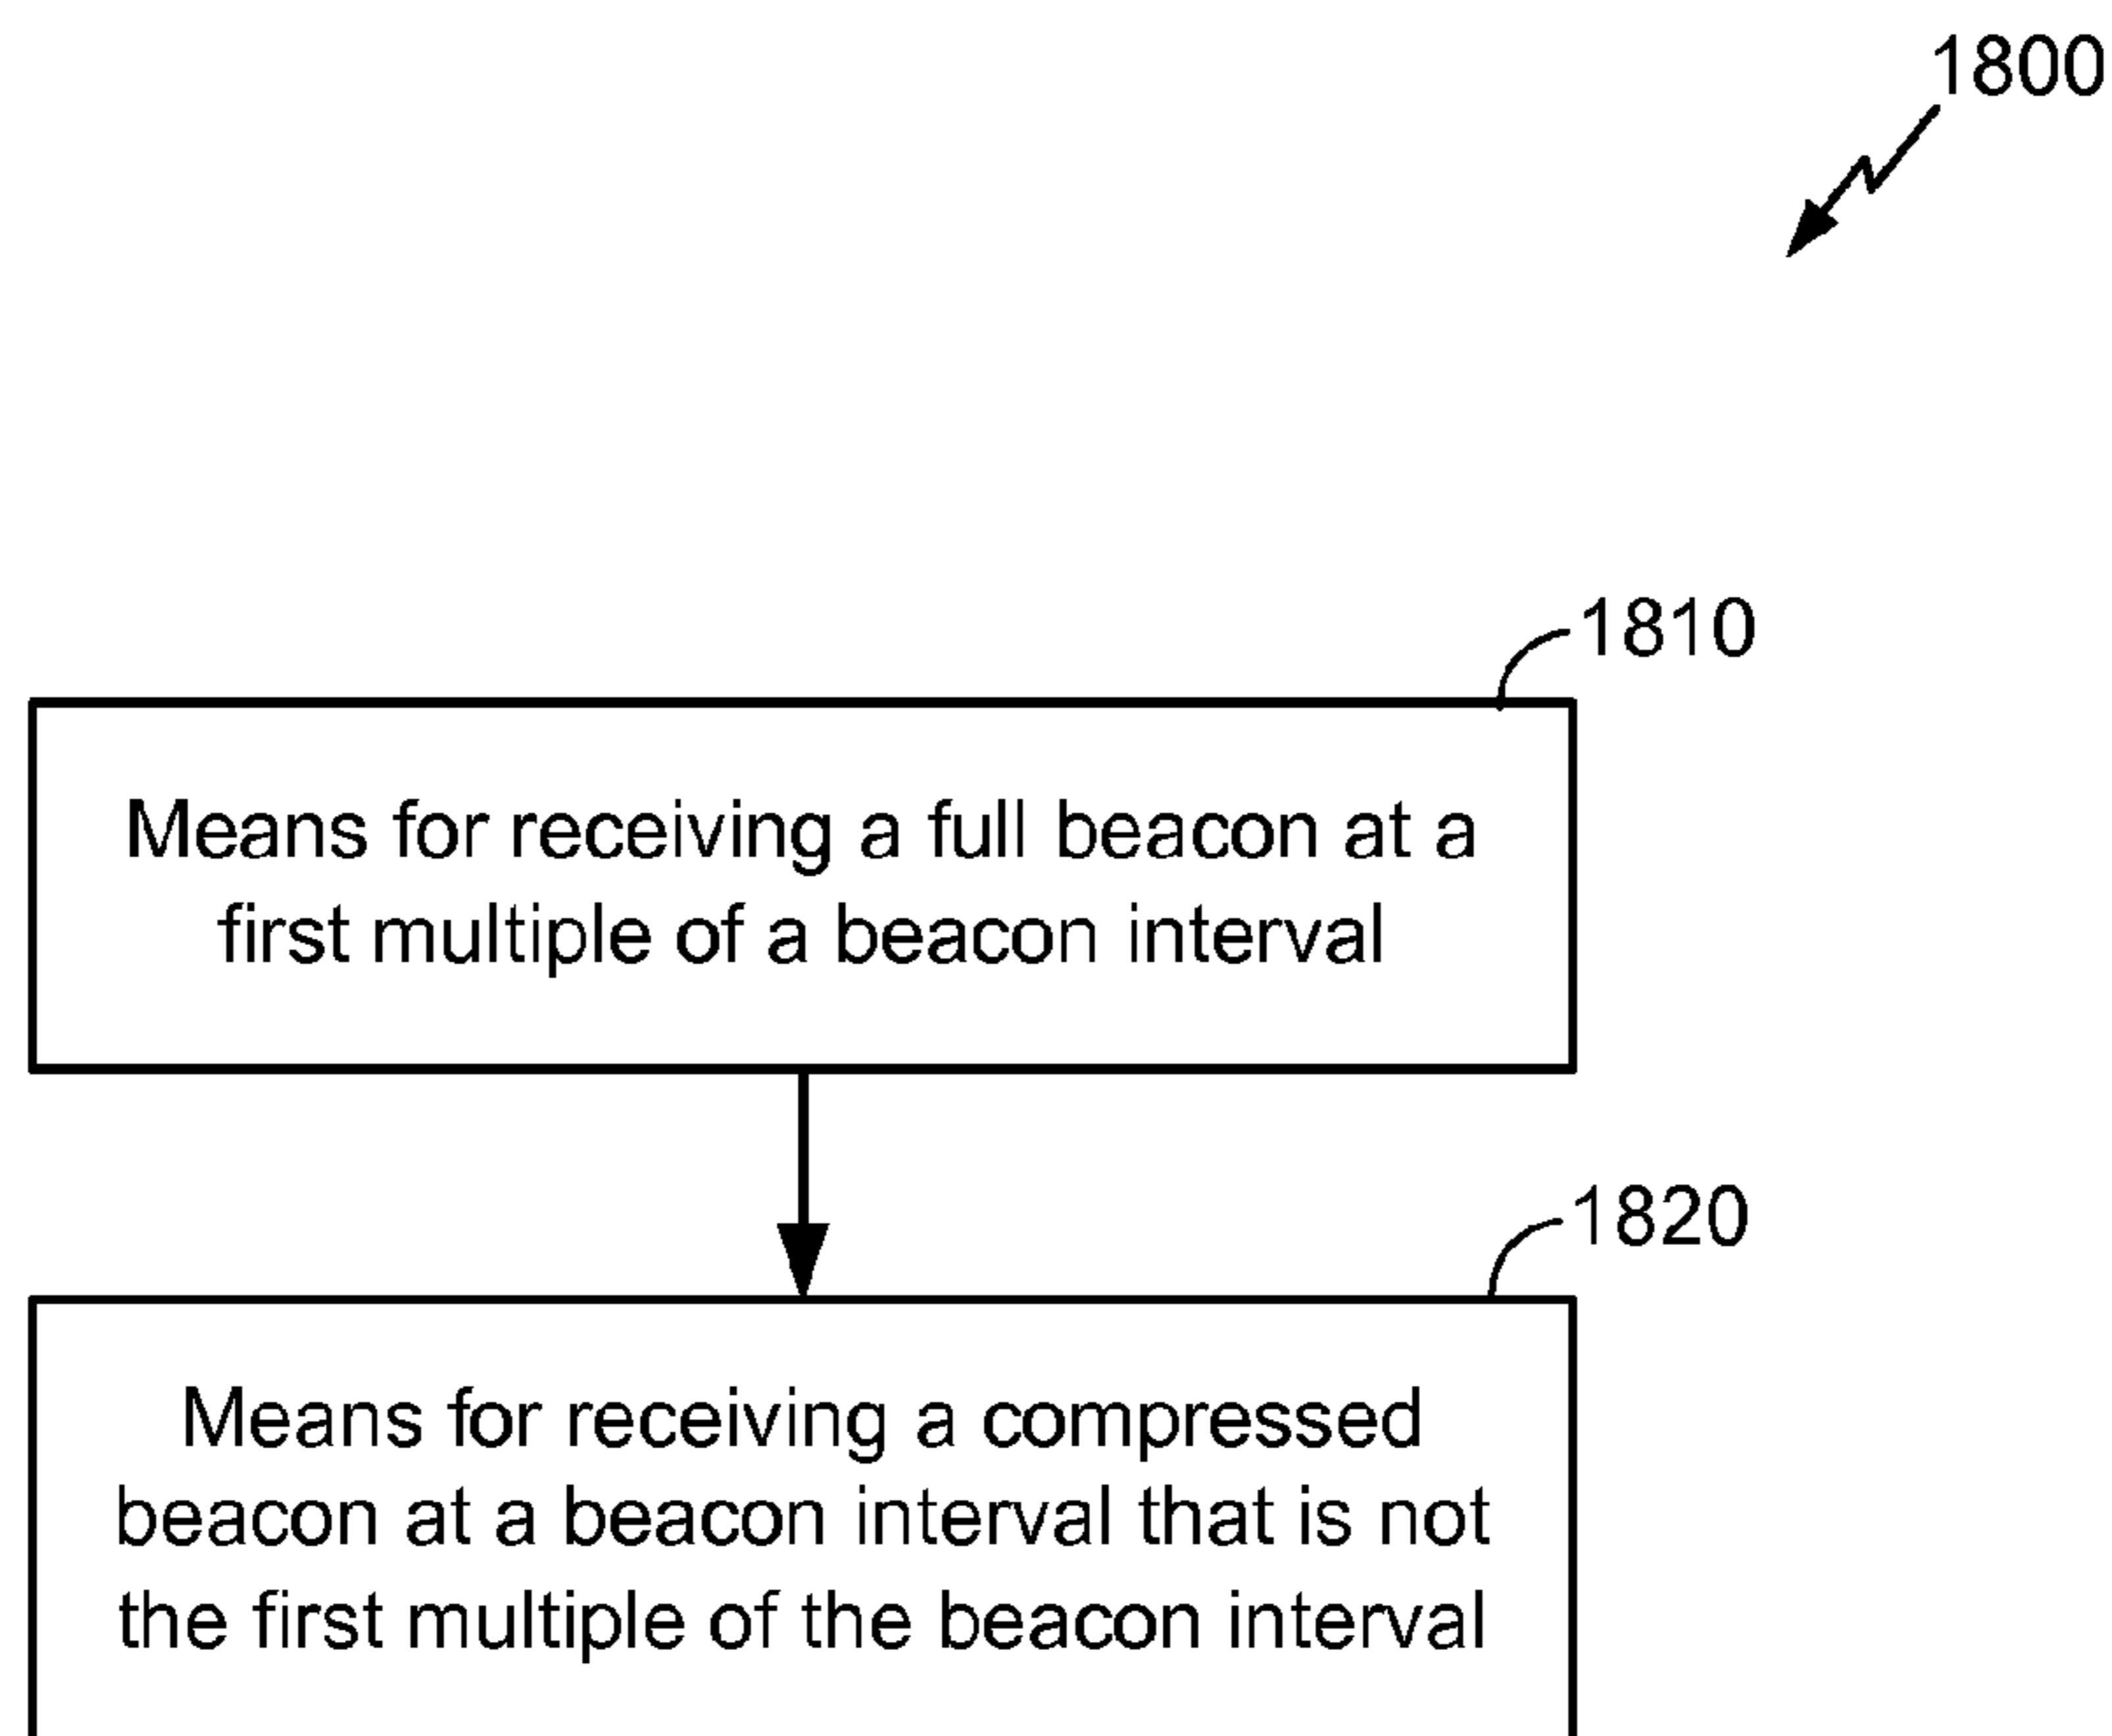 1800
1810
Means for receiving a full beacon at a
first multiple of a beacon interval
1820
Means for receiving a compressed
beacon at a beacon interval that is not
the first multiple of the beacon interval